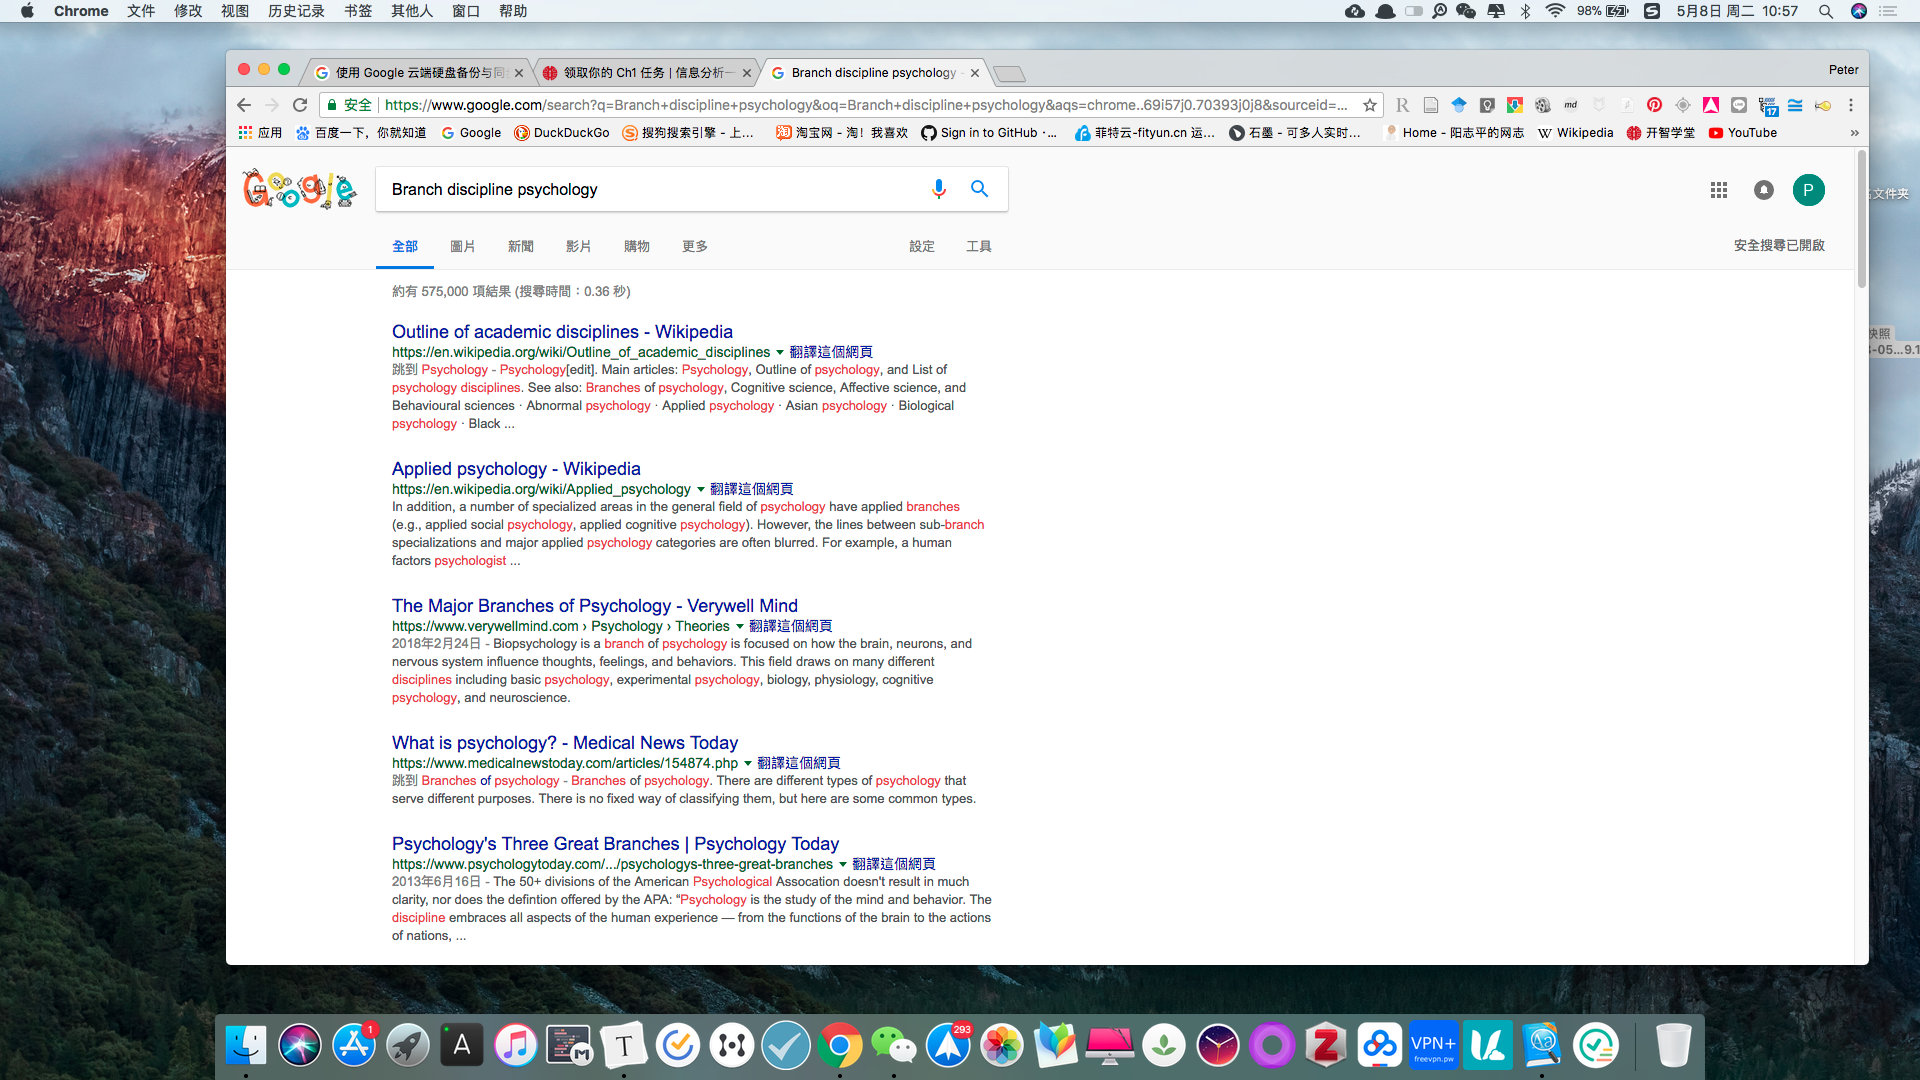 Chrome 文件 修改 视图 历史记录 书签 其他人 窗口 帮助 98% 5月8日 周二 10:57
使用 Google 云端硬盘备份与同 领取你的 Ch1 任务 | 信息分析一 Branch discipline psychology - Peter
安全 https://www.google.com/search?q=Branch+discipline+psychology&oq=Branch+discipline+psychology&aqs=chrome..69i57j0.70393j0j8&sourceid=... R md 17
应用 百度一下，你就知道 Google DuckDuckGo 搜狗搜索引擎 - 上... 淘宝网 - 淘！我喜欢 Sign in to GitHub · ... 菲特云-fityun.cn 运... 石墨 - 可多人实时... Home - 阳志平的网志 Wikipedia 开智学堂 YouTube »
Google Branch discipline psychology P
文件夹
全部 圖片 新聞 影片 購物 更多 設定 工具 安全搜尋已開啟
約有 575,000 項結果 (搜尋時間：0.36 秒)
Outline of academic disciplines - Wikipedia
快照
https://en.wikipedia.org/wiki/Outline_of_academic_disciplines 翻譯這個網頁
-05...9.1
跳到 Psychology - Psychology[edit]. Main articles: Psychology, Outline of psychology, and List of
psychology disciplines. See also: Branches of psychology, Cognitive science, Affective science, and
Behavioural sciences · Abnormal psychology · Applied psychology · Asian psychology · Biological
psychology · Black ...
Applied psychology - Wikipedia
https://en.wikipedia.org/wiki/Applied_psychology 翻譯這個網頁
In addition, a number of specialized areas in the general field of psychology have applied branches
(e.g., applied social psychology, applied cognitive psychology). However, the lines between sub-branch
specializations and major applied psychology categories are often blurred. For example, a human
factors psychologist ...
The Major Branches of Psychology - Verywell Mind
https://www.verywellmind.com › Psychology › Theories 翻譯這個網頁
2018年2月24日 - Biopsychology is a branch of psychology is focused on how the brain, neurons, and
nervous system influence thoughts, feelings, and behaviors. This field draws on many different
disciplines including basic psychology, experimental psychology, biology, physiology, cognitive
psychology, and neuroscience.
What is psychology? - Medical News Today
https://www.medicalnewstoday.com/articles/154874.php 翻譯這個網頁
跳到 Branches of psychology - Branches of psychology. There are different types of psychology that
serve different purposes. There is no fixed way of classifying them, but here are some common types.
Psychology's Three Great Branches | Psychology Today
https://www.psychologytoday.com/.../psychologys-three-great-branches 翻譯這個網頁
2013年6月16日 - The 50+ divisions of the American Psychological Assocation doesn't result in much
clarity, nor does the defintion offered by the APA: "Psychology is the study of the mind and behavior. The
discipline embraces all aspects of the human experience — from the functions of the brain to the actions
of nations, ...
1 A M T 293 Z VPN+ freevpn.pw Aa